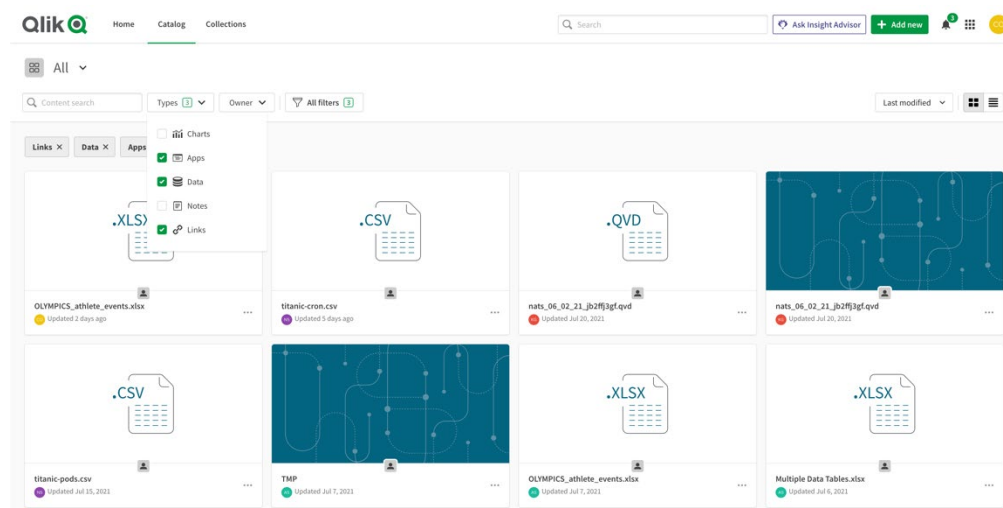 Qlik
Home
Catalog
Collections
Search
Ask Insight Advisor
+ Add new
3
All
Content search
Types 3
Owner
All filters 3
Last modified
Links ×
Data ×
Apps
Charts
Apps
Data
Notes
Links
.XLSX
.CSV
.QVD
OLYMPICS_athlete_events.xlsx
Updated 2 days ago
titanic-cron.csv
Updated 5 days ago
nats_06_02_21_jb2ffj3gf.qvd
Updated Jul 20, 2021
nats_06_02_21_jb2ffj3gf.qvd
Updated Jul 20, 2021
.CSV
.XLSX
.XLSX
titanic-pods.csv
Updated Jul 15, 2021
TMP
Updated Jul 7, 2021
OLYMPICS_athlete_events.xlsx
Updated Jul 7, 2021
Multiple Data Tables.xlsx
Updated Jul 6, 2021